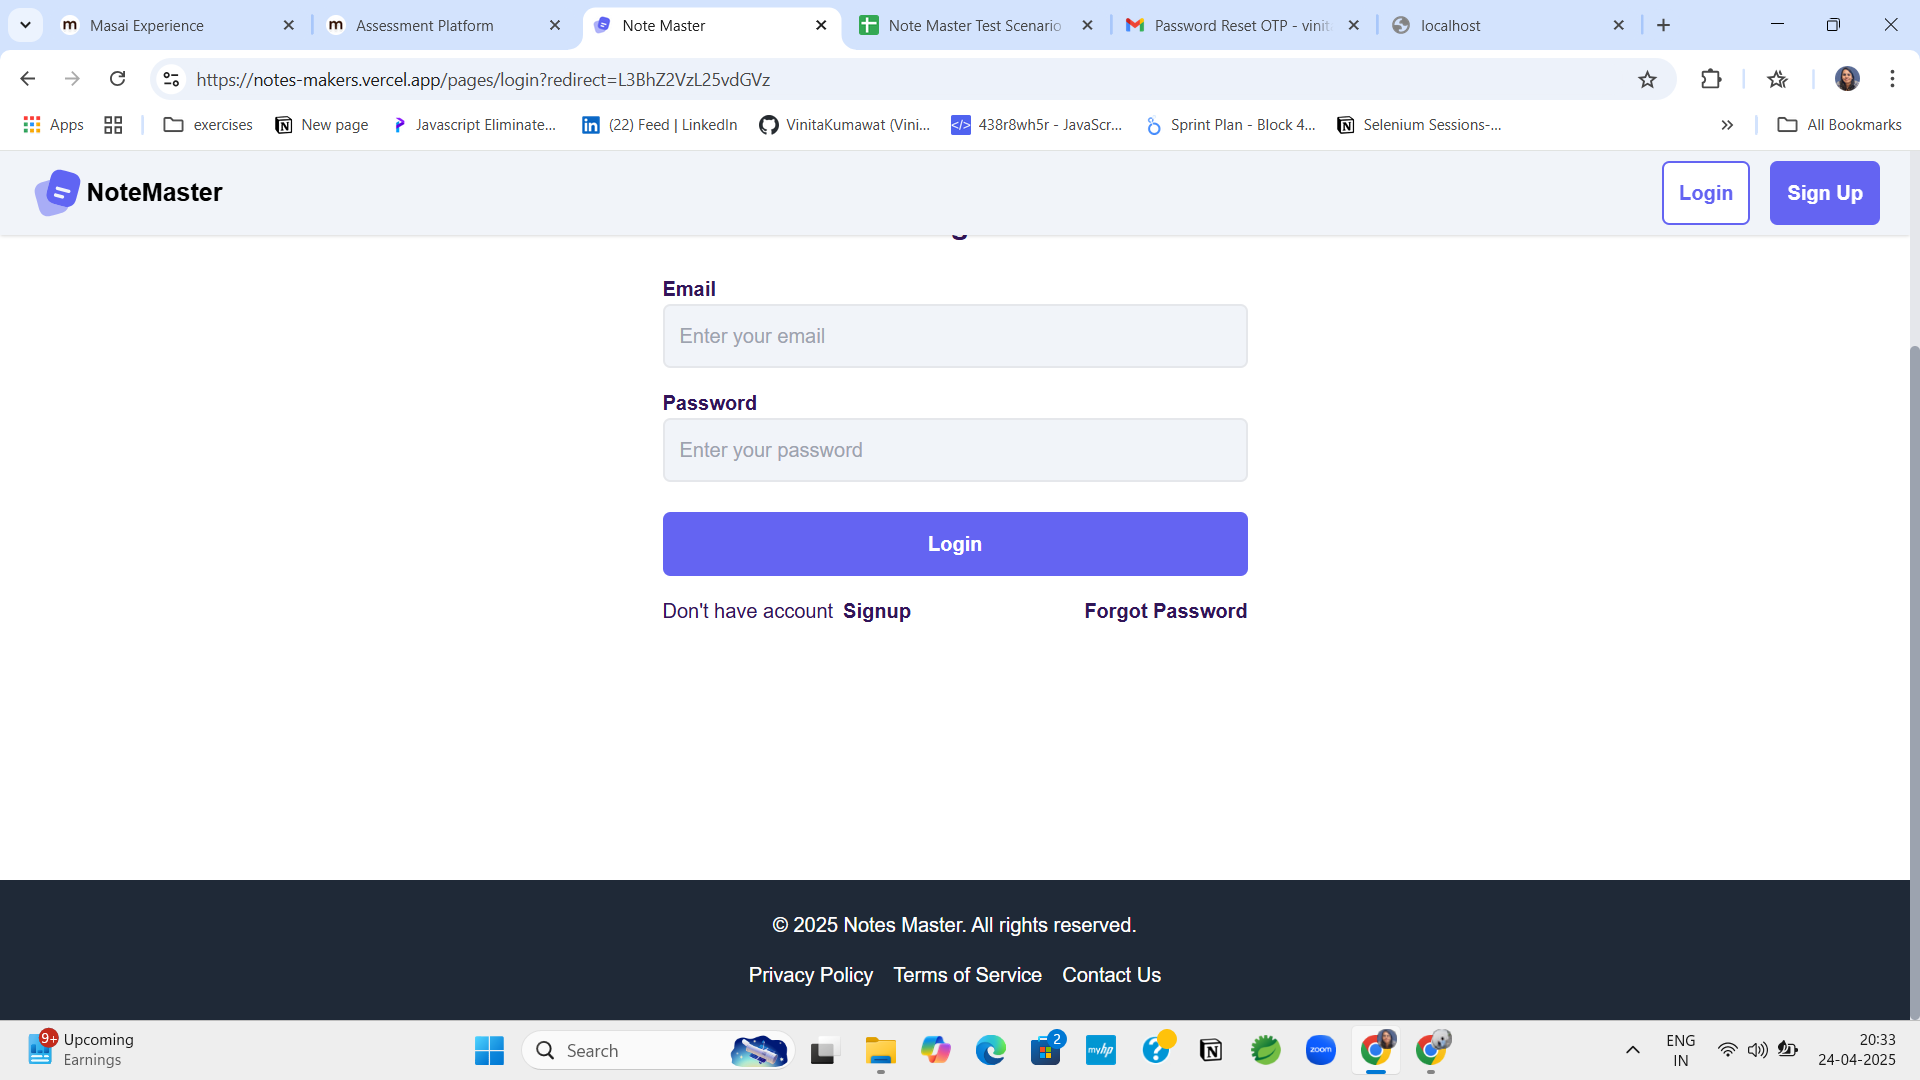 Masai Experience
Assessment Platform
Note Master
Note Master Test Scenario
Password Reset OTP - vinit
localhost
https://notes-makers.vercel.app/pages/login?redirect=L3BhZ2VzL25vdGVz
Apps
exercises
New page
Javascript Eliminate...
(22) Feed | LinkedIn
VinitaKumawat (Vini...
438r8wh5r - JavaScr...
Sprint Plan - Block 4...
Selenium Sessions-...
All Bookmarks
NoteMaster
Login
Sign Up
Email
Enter your email
Password
Enter your password
Login
Don't have account Signup
Forgot Password
© 2025 Notes Master. All rights reserved.
Privacy Policy Terms of Service Contact Us
9+
Upcoming
Earnings
Search
2
myhp
zoom
ENG
IN
20:33
24-04-2025